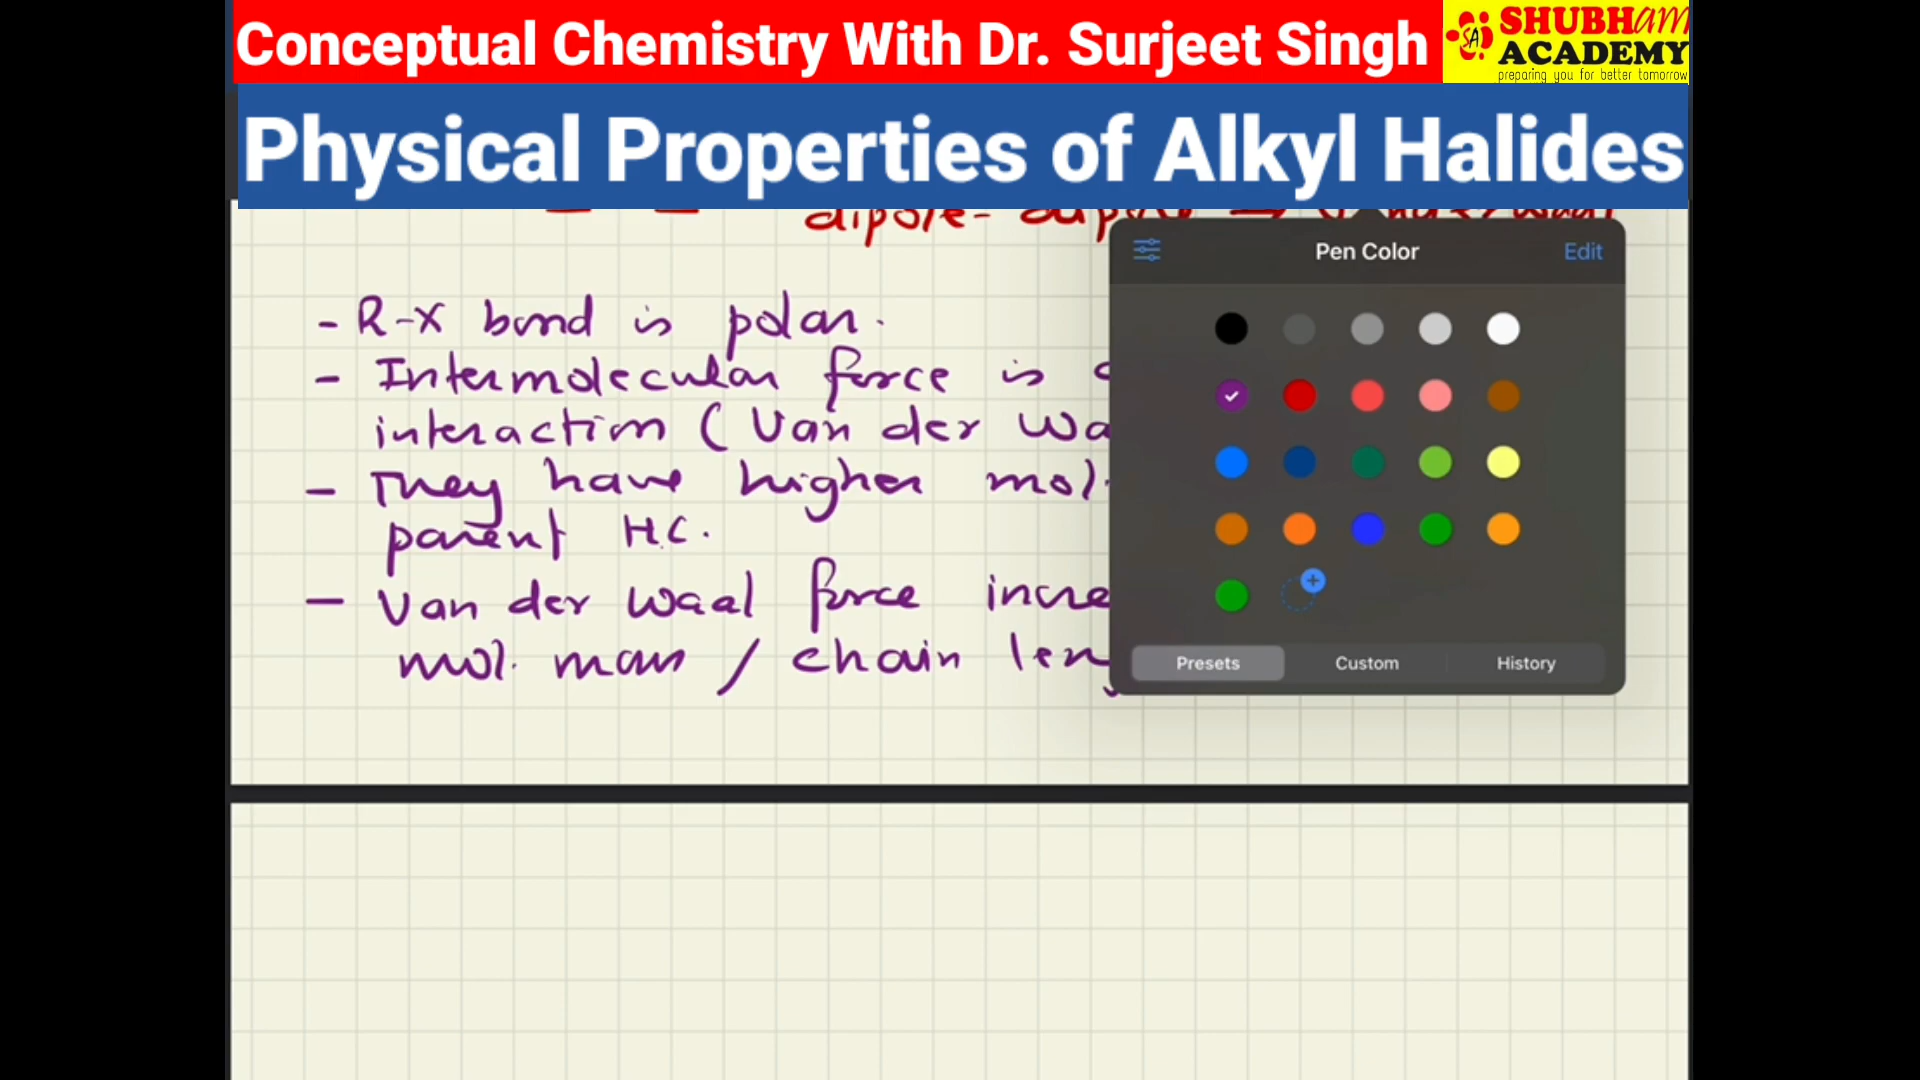 Conceptual Chemistry With Dr. Surjeet Singh
SHUBHam
SA
ACADEMY
preparing you for better tomorrow
Physical Properties of Alkyl Halides
dipole-
- R-X bond is polar.
- Intermolecular force is
interaction ( Van der Wa
- They have higher mol.
parent H.C.
- Van der waal force incre
mol. mass / chain len
Pen Color
Edit
Presets
Custom
History